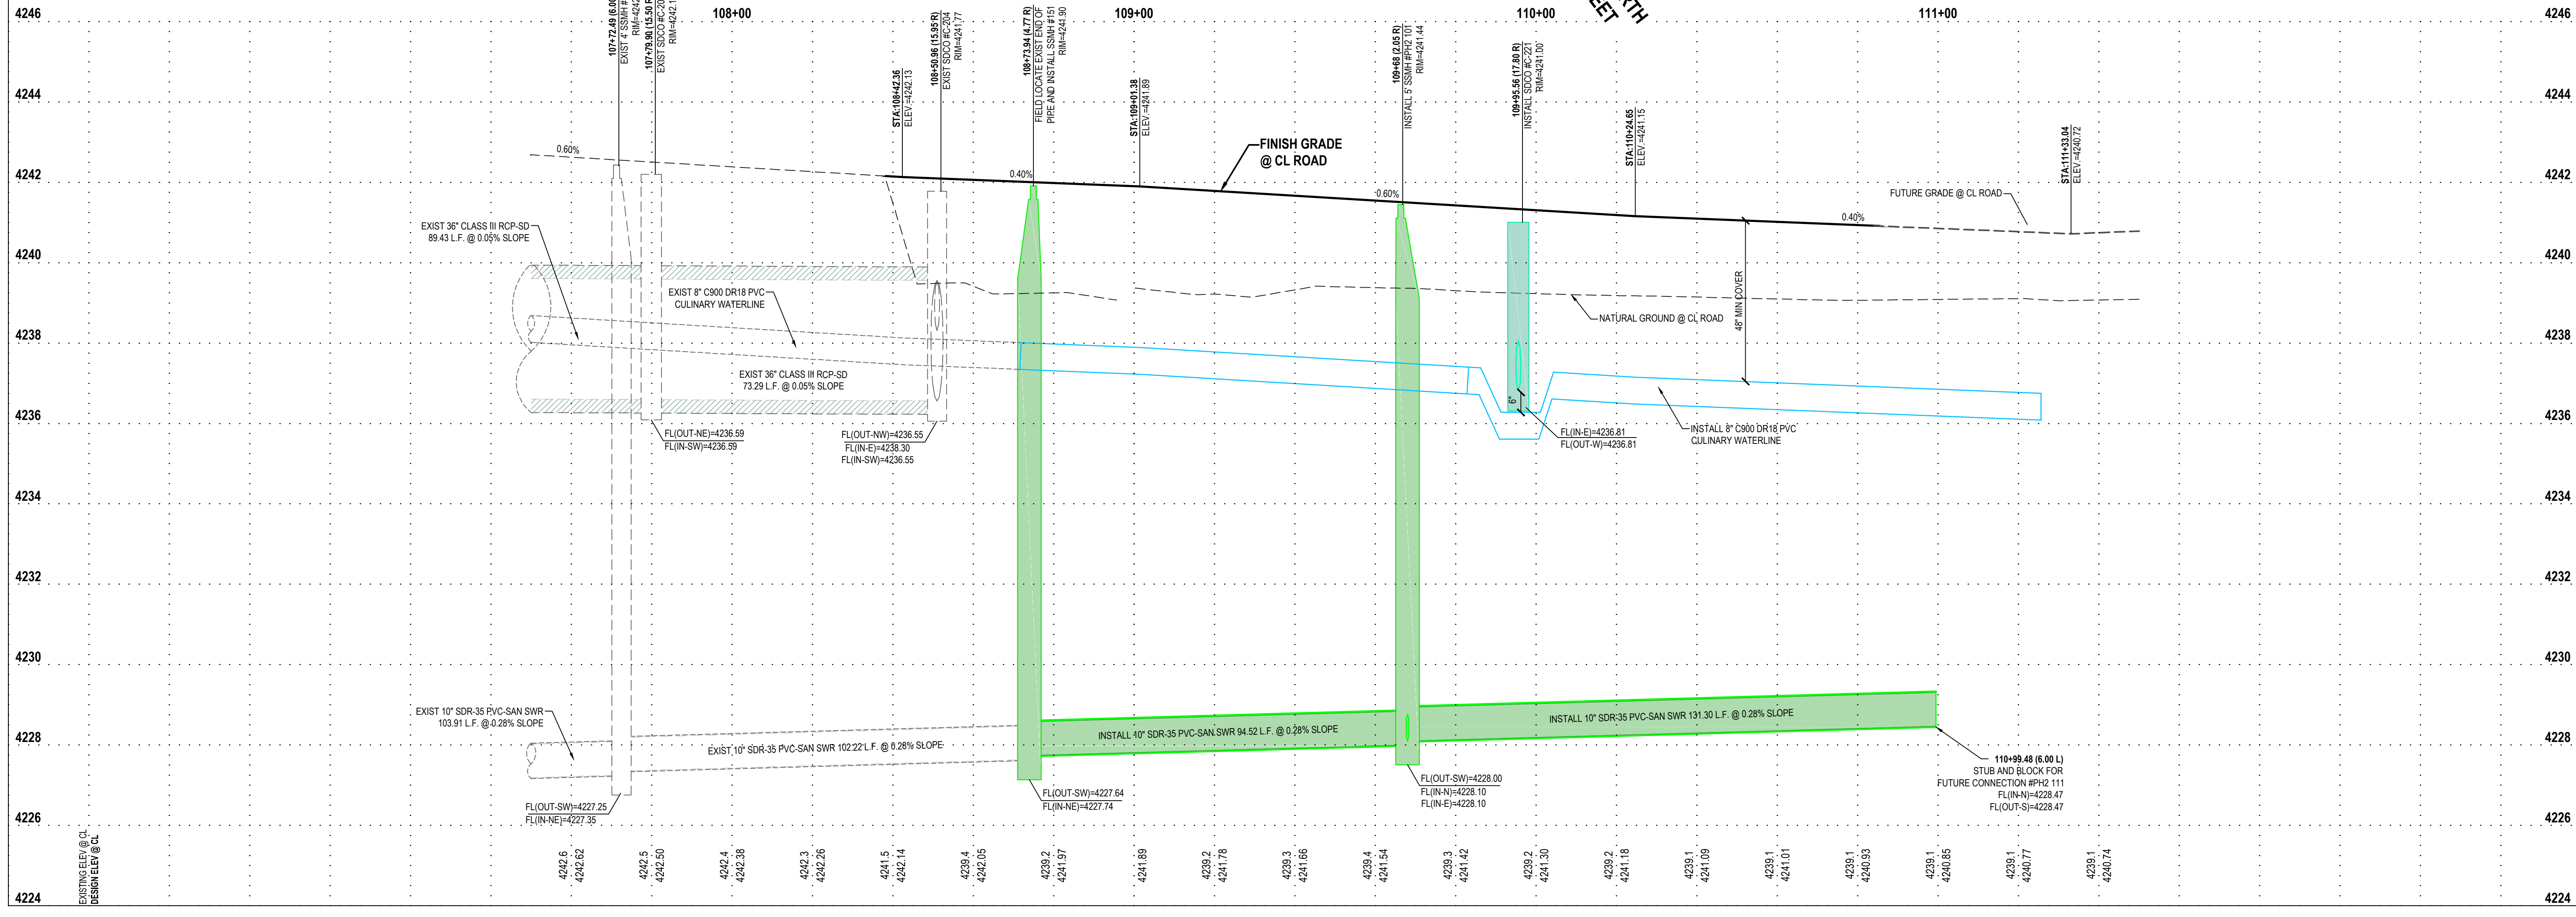 4246
4244
4242
4240
4238
4236
4234
4232
4230
4228
4226
4224
108+00
109+00
110+00
111+00
4246
4244
4242
4240
4238
4236
4234
4232
4230
4228
4226
4224
EXIST 4' SSMH
108+50.96 (15.95 R)
EXIST SDCO #C-204
RIM=4241.77
STA:108+42.36
ELEV.=4242.13
108+73.94 (4.77 R)
FIELD LOCATE EXIST END OF
PIPE AND INSTALL SSMH #151
RIM=4241.90
STA:109+01.38
ELEV.=4241.89
109+68 (2.05 R)
INSTALL 5' SSMH #PH2 101
RIM=4241.44
109+95.56 (17.80 R)
INSTALL SDCO #C-221
RIM=4241.00
STA:110+24.65
ELEV.=4241.15
STA:111+33.04
ELEV.=4240.72
FEET
0.60%
0.40%
FINISH GRADE
@ CL ROAD
0.60%
0.40%
FUTURE GRADE @ CL ROAD
EXIST 36" CLASS III RCP-SD
89.43 L.F. @ 0.05% SLOPE
EXIST 8" C900 DR18 PVC
CULINARY WATERLINE
EXIST 36" CLASS III RCP-SD
73.29 L.F. @ 0.05% SLOPE
NATURAL GROUND @ CL ROAD
48" MIN COVER
6"
INSTALL 8" C900 DR18 PVC
CULINARY WATERLINE
FL(OUT-NE)=4236.59
FL(IN-SW)=4236.59
FL(OUT-NW)=4236.55
FL(IN-E)=4238.30
FL(IN-SW)=4236.55
FL(IN-E)=4236.81
FL(OUT-W)=4236.81
EXIST 10" SDR-35 PVC-SAN SWR
103.91 L.F. @ 0.28% SLOPE
EXIST 10" SDR-35 PVC-SAN SWR 102.22 L.F. @ 0.28% SLOPE
INSTALL 10" SDR-35 PVC-SAN SWR 94.52 L.F. @ 0.28% SLOPE
INSTALL 10" SDR-35 PVC-SAN SWR 131.30 L.F. @ 0.28% SLOPE
FL(OUT-SW)=4227.25
FL(IN-NE)=4227.35
FL(OUT-SW)=4227.64
FL(IN-NE)=4227.74
FL(OUT-SW)=4228.00
FL(IN-N)=4228.10
FL(IN-E)=4228.10
110+99.48 (6.00 L)
STUB AND BLOCK FOR
FUTURE CONNECTION #PH2 111
FL(IN-N)=4228.47
FL(OUT-S)=4228.47
EXISTING ELEV @ CL
DESIGN ELEV @ CL
4242.6
4242.62
4242.5
4242.50
4242.4
4242.38
4242.3
4242.26
4241.5
4242.14
4239.4
4242.05
4239.2
4241.97
4241.89
4239.2
4241.78
4239.3
4241.66
4239.4
4241.54
4239.3
4241.42
4239.2
4241.30
4239.2
4241.18
4239.1
4241.09
4239.1
4241.01
4239.1
4240.93
4239.1
4240.85
4239.1
4240.77
4239.1
4240.74